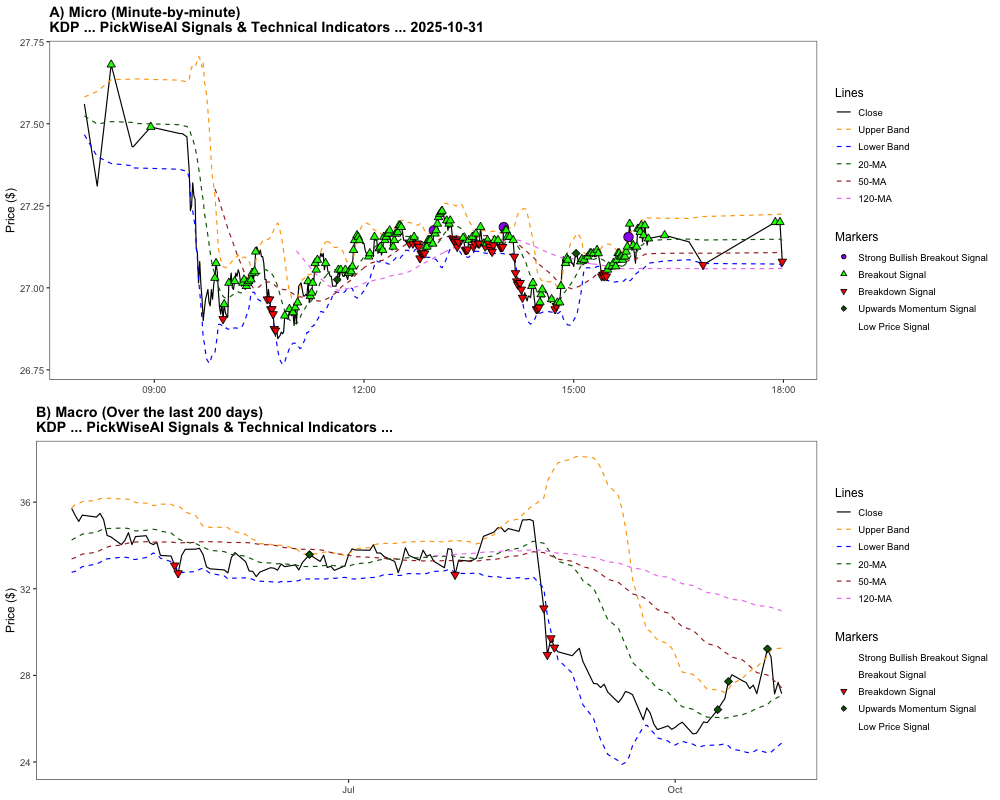 A) Micro (Minute-by-minute)
KDP ... PickWiseAI Signals & Technical Indicators ... 2025-10-31
27.75
27.50
27.25
27.00
26.75
Price ($)
09:00
12:00
15:00
18:00
Lines
Close
Upper Band
Lower Band
20-MA
50-MA
120-MA
Markers
Strong Bullish Breakout Signal
Breakout Signal
Breakdown Signal
Upwards Momentum Signal
Low Price Signal
B) Macro (Over the last 200 days)
KDP ... PickWiseAI Signals & Technical Indicators ...
36
32
28
24
Price ($)
Jul
Oct
Lines
Close
Upper Band
Lower Band
20-MA
50-MA
120-MA
Markers
Strong Bullish Breakout Signal
Breakout Signal
Breakdown Signal
Upwards Momentum Signal
Low Price Signal